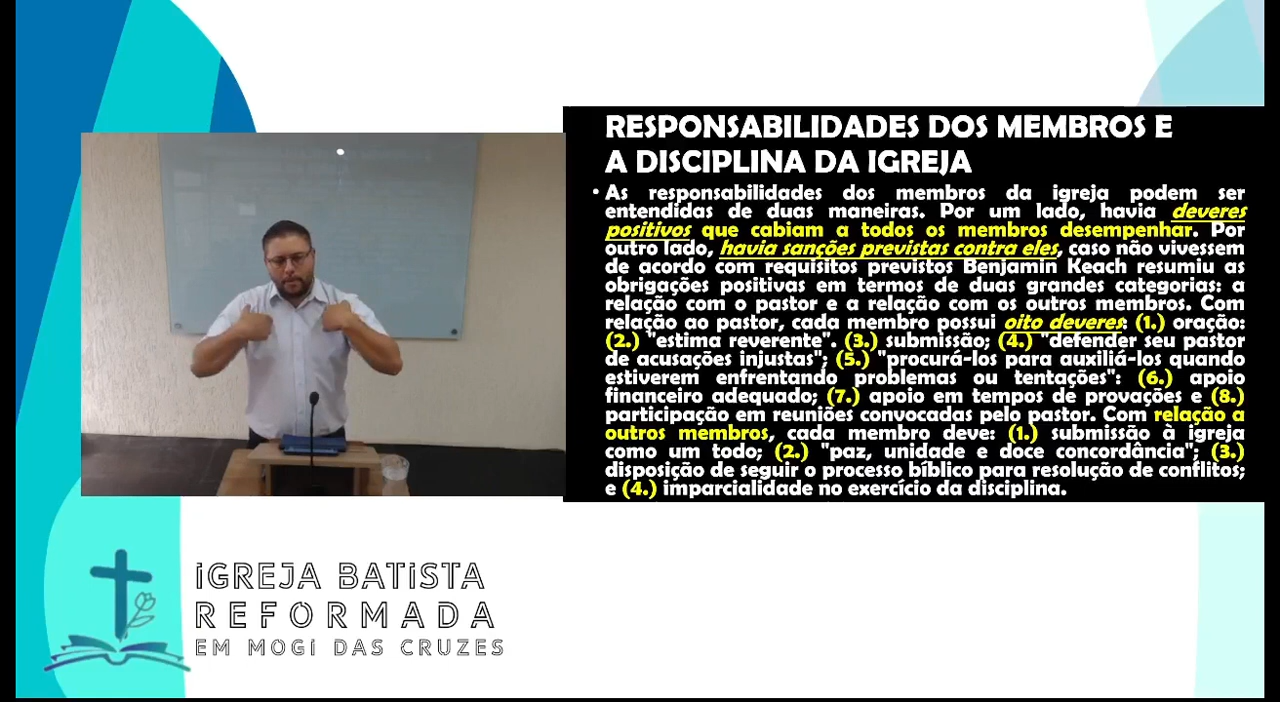 RESPONSABILIDADES DOS MEMBROS E
A DISCIPLINA DA IGREJA
• As responsabilidades dos membros da igreja podem ser
entendidas de duas maneiras. Por um lado, havia deveres
positivos que cabiam a todos os membros desempenhar. Por
outro lado, havia sanções previstas contra eles, caso não vivessem
de acordo com requisitos previstos Benjamin Keach resumiu as
obrigações positivas em termos de duas grandes categorias: a
relação com o pastor e a relação com os outros membros. Com
relação ao pastor, cada membro possui oito deveres: (1.) oração:
(2.) "estima reverente". (3.) submissão; (4.) "defender seu pastor
de acusações injustas"; (5.) "procurá-los para auxiliá-los quando
estiverem enfrentando problemas ou tentações": (6.) apoio
financeiro adequado; (7.) apoio em tempos de provações e (8.)
participação em reuniões convocadas pelo pastor. Com relação a
outros membros, cada membro deve: (1.) submissão à igreja
como um todo; (2.) "paz, unidade e doce concordância"; (3.)
disposição de seguir o processo bíblico para resolução de conflitos;
e (4.) imparcialidade no exercício da disciplina.
IGREJA BATISTA
REFORMADA
EM MOGI DAS CRUZES